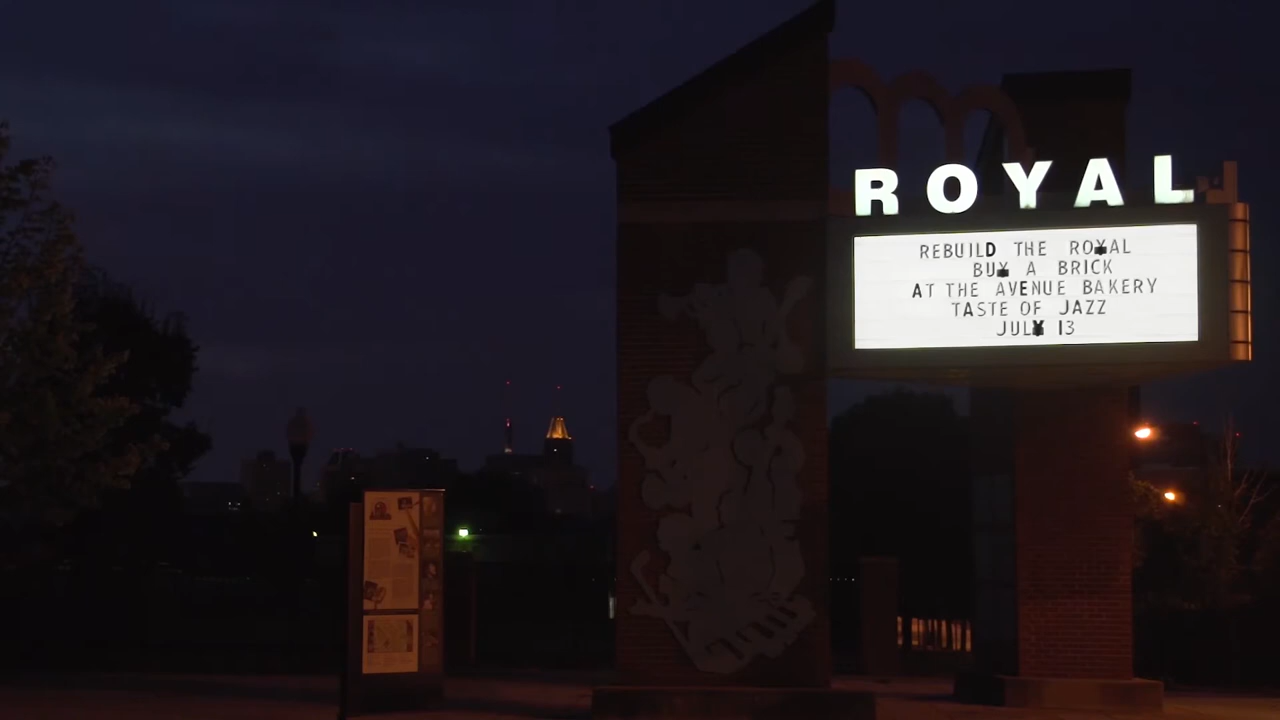 ROYAL
REBUILD THE ROYAL
BUY A BRICK
AT THE AVENUE BAKERY
TASTE OF JAZZ
JULY 13